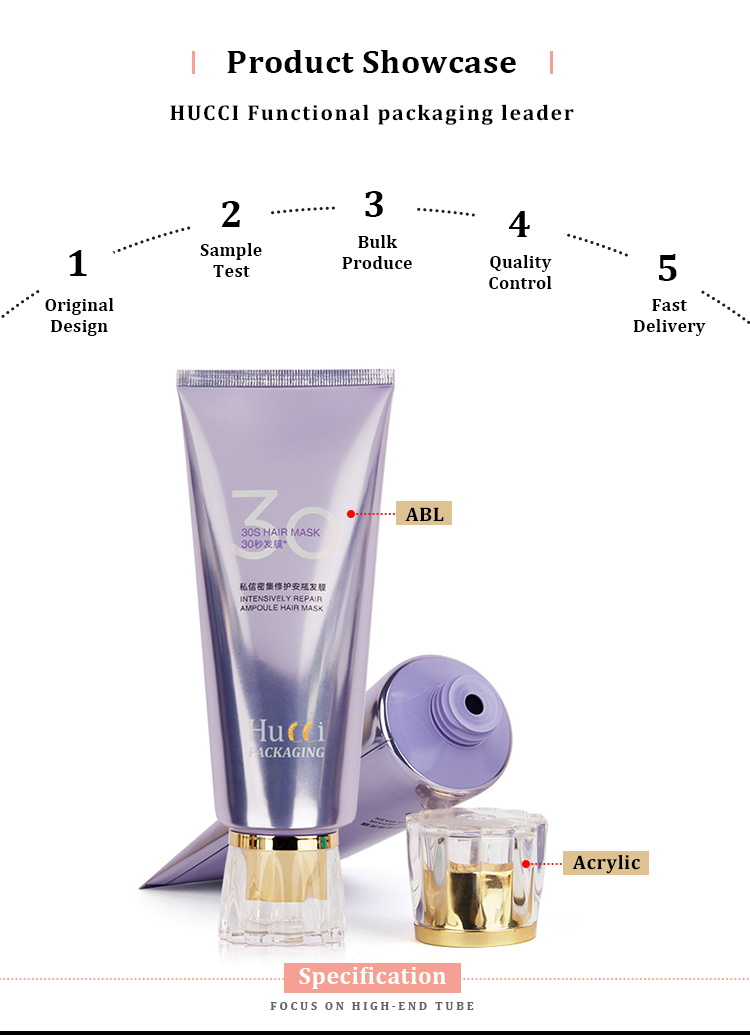 Product Showcase
HUCCI Functional packaging leader
1
Original
Design
2
Sample
Test
3
Bulk
Produce
4
Quality
Control
5
Fast
Delivery
30
30S HAIR MASK
30秒发膜*
私信密集修护安瓶发膜
INTENSIVELY REPAIR
AMPOULE HAIR MASK
ABL
Hucci
PACKAGING
Acrylic
Specification
FOCUS ON HIGH-END TUBE